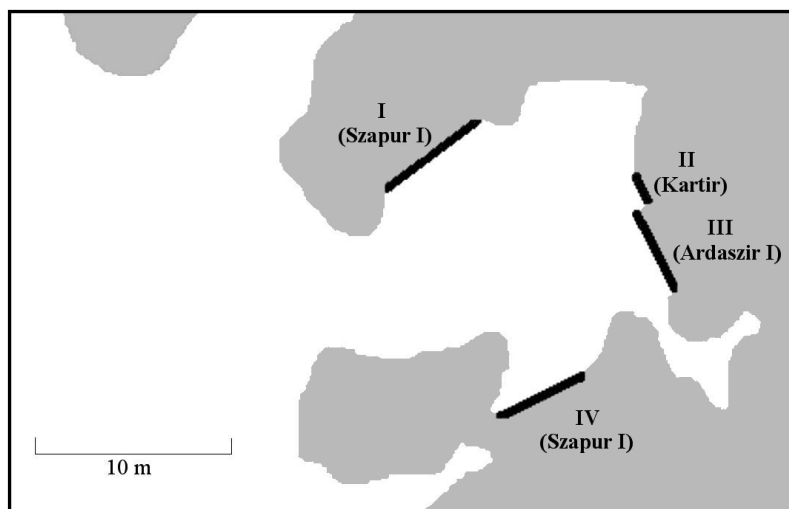 I
(Szapur I)
II
(Kartir)
III
(Ardaszir I)
IV
(Szapur I)
10 m